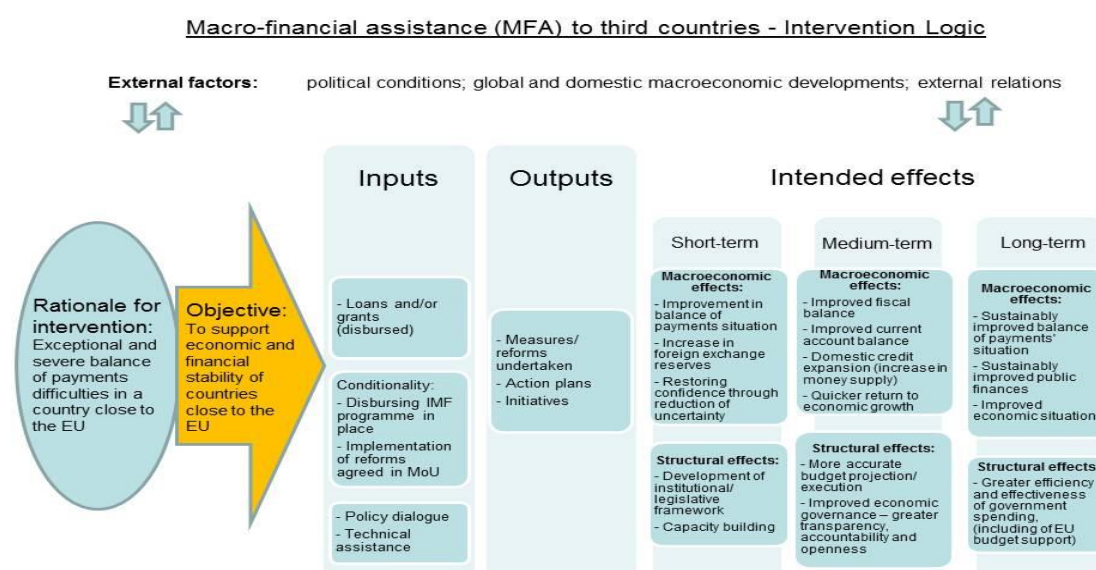 Macro-financial assistance (MFA) to third countries - Intervention Logic
External factors: political conditions; global and domestic macroeconomic developments; external relations
Rationale for
intervention:
Exceptional and
severe balance
of payments
difficulties in a
country close to
the EU
Objective:
To support
economic and
financial
stability of
countries
close to the
EU
Inputs
- Loans and/or
grants
(disbursed)
Conditionality:
- Disbursing IMF
programme in
place
- Implementation
of reforms
agreed in MoU
- Policy dialogue
- Technical
assistance
Outputs
- Measures/
reforms
undertaken
- Action plans
- Initiatives
Intended effects
Short-term
Macroeconomic
effects:
- Improvement in
balance of
payments situation
- Increase in
foreign exchange
reserves
- Restoring
confidence through
reduction of
uncertainty
Structural effects:
- Development of
institutional/
legislative
framework
- Capacity building
Medium-term
Macroeconomic
effects:
- Improved fiscal
balance
- Improved current
account balance
- Domestic credit
expansion (increase in
money supply)
- Quicker return to
economic growth
Structural effects:
- More accurate
budget projection/
execution
- Improved economic
governance – greater
transparency,
accountability and
openness
Long-term
Macroeconomic
effects:
- Sustainably
improved balance
of payments'
situation
- Sustainably
improved public
finances
- Improved
economic situation
Structural effects
- Greater efficiency
and effectiveness
of government
spending,
(including of EU
budget support)